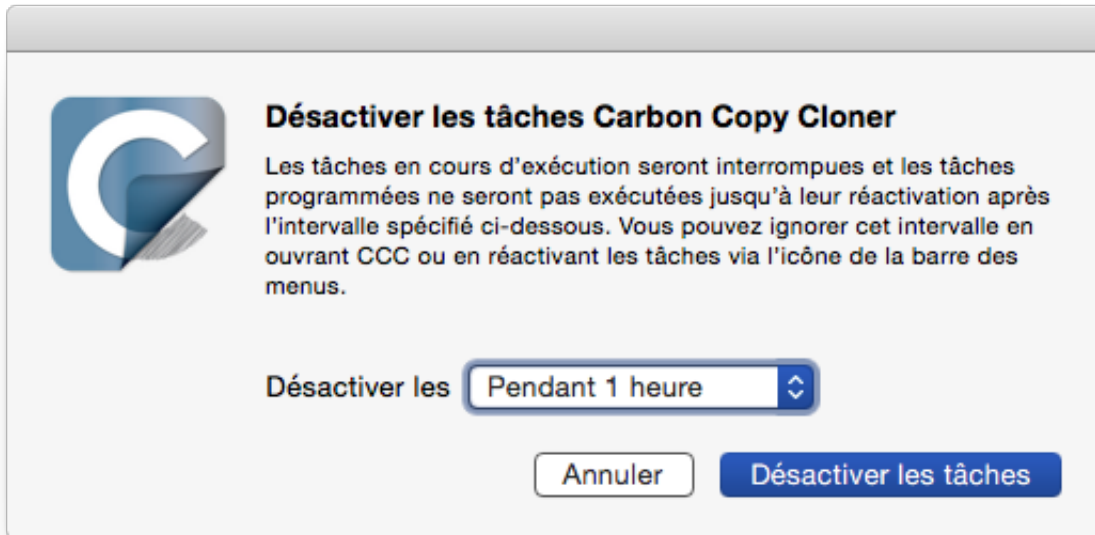 Désactiver les tâches Carbon Copy Cloner
Les tâches en cours d'exécution seront interrompues et les tâches
programmées ne seront pas exécutées jusqu'à leur réactivation après
l'intervalle spécifié ci-dessous. Vous pouvez ignorer cet intervalle en
ouvrant CCC ou en réactivant les tâches via l'icône de la barre des
menus.
Désactiver les Pendant 1 heure
Annuler Désactiver les tâches